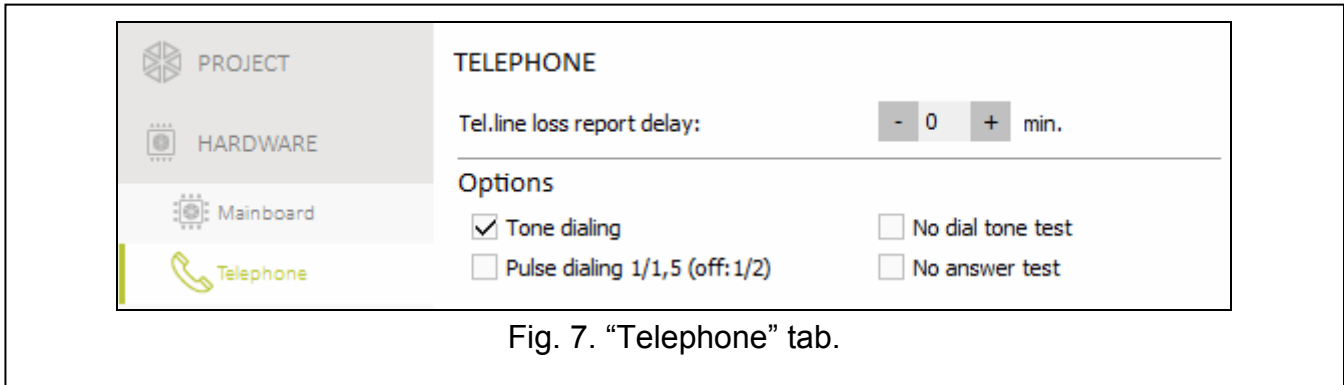 PROJECT
HARDWARE
Mainboard
Telephone
TELEPHONE
Tel.line loss report delay: - 0 + min.
Options
Tone dialing
No dial tone test
Pulse dialing 1/1,5 (off:1/2)
No answer test
Fig. 7. “Telephone” tab.